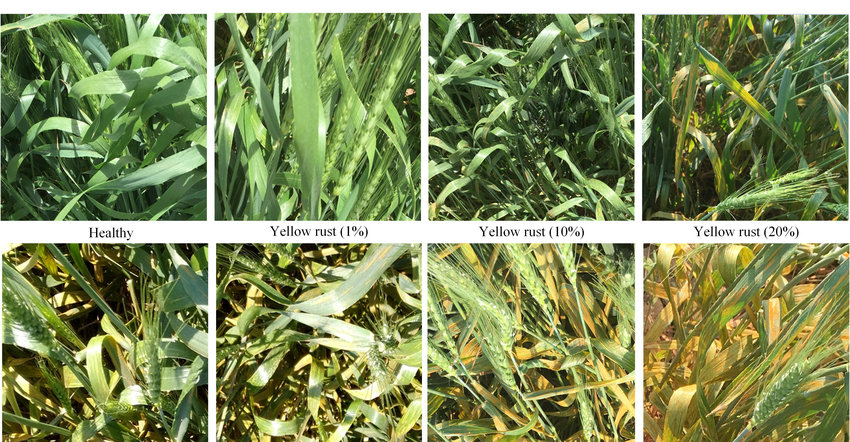 Healthy
Yellow rust (1%)
Yellow rust (10%)
Yellow rust (20%)